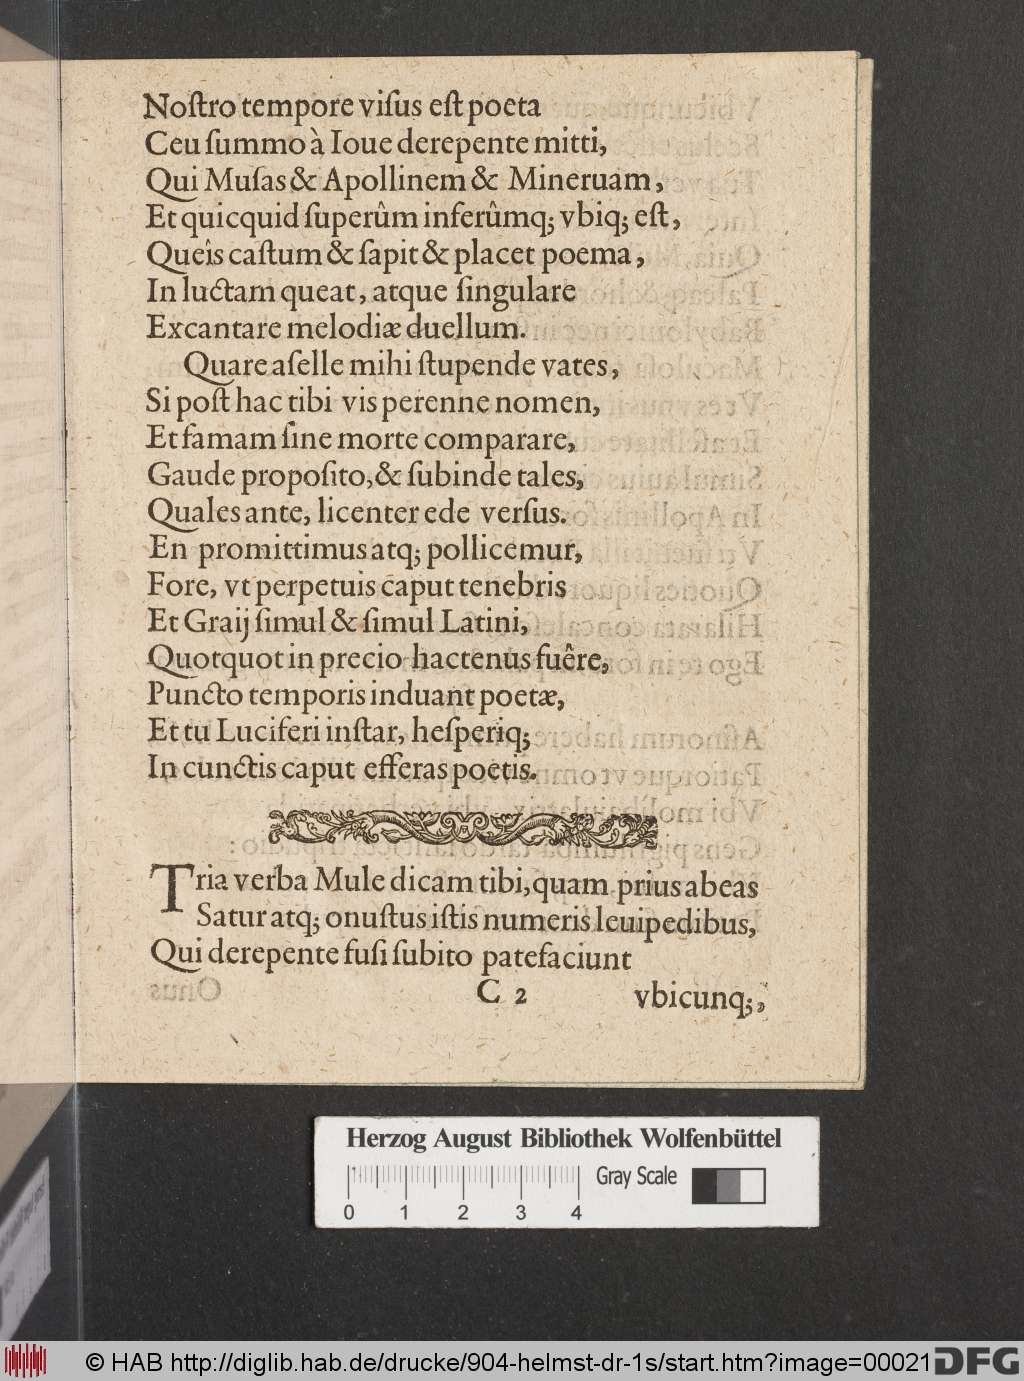 Noſtro tempore viſus eſt poeta
Ceu ſummo à Ioue derepente mitti,
Qui Muſas & Apollinem & Mineruam,
Et quicquid ſuperûm inferûmq; vbiq; eſt,
Queîs caſtum & ſapit & placet poema,
In luctam queat, atque ſingulare
Excantare melodiæ duellum.
Quare aſelle mihi ſtupende vates,
Si poſt hac tibi vis perenne nomen,
Et famam ſine morte comparare,
Gaude propoſito, & ſubinde tales,
Quales ante, licenter ede verſus.
En promittimus atq; pollicemur,
Fore, vt perpetuis caput tenebris
Et Graij ſimul & ſimul Latini,
Quotquot in precio hactenus fuêre,
Puncto temporis induant poetæ,
Et tu Luciferi inſtar, heſperiq;
In cunctis caput efferas poetis.
Tria verba Mule dicam tibi, quam prius abeas
Satur atq; onuſtus iſtis numeris leuipedibus,
Qui derepente fuſi ſubito patefaciunt
C 2 vbicunq;,
Herzog August Bibliothek Wolfenbüttel
Gray Scale
0 1 2 3 4
© HAB http://diglib.hab.de/drucke/904-helmst-dr-1s/start.htm?image=00021
DFG